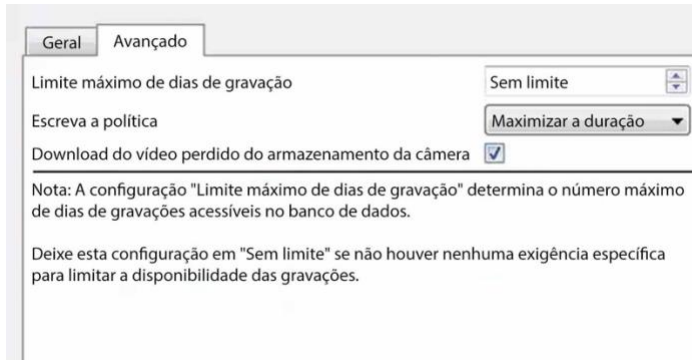 Geral Avançado
Limite máximo de dias de gravação Sem limite
Escreva a política Maximizar a duração
Download do vídeo perdido do armazenamento da câmera
Nota: A configuração "Limite máximo de dias de gravação" determina o número máximo
de dias de gravações acessíveis no banco de dados.
Deixe esta configuração em "Sem limite" se não houver nenhuma exigência específica
para limitar a disponibilidade das gravações.